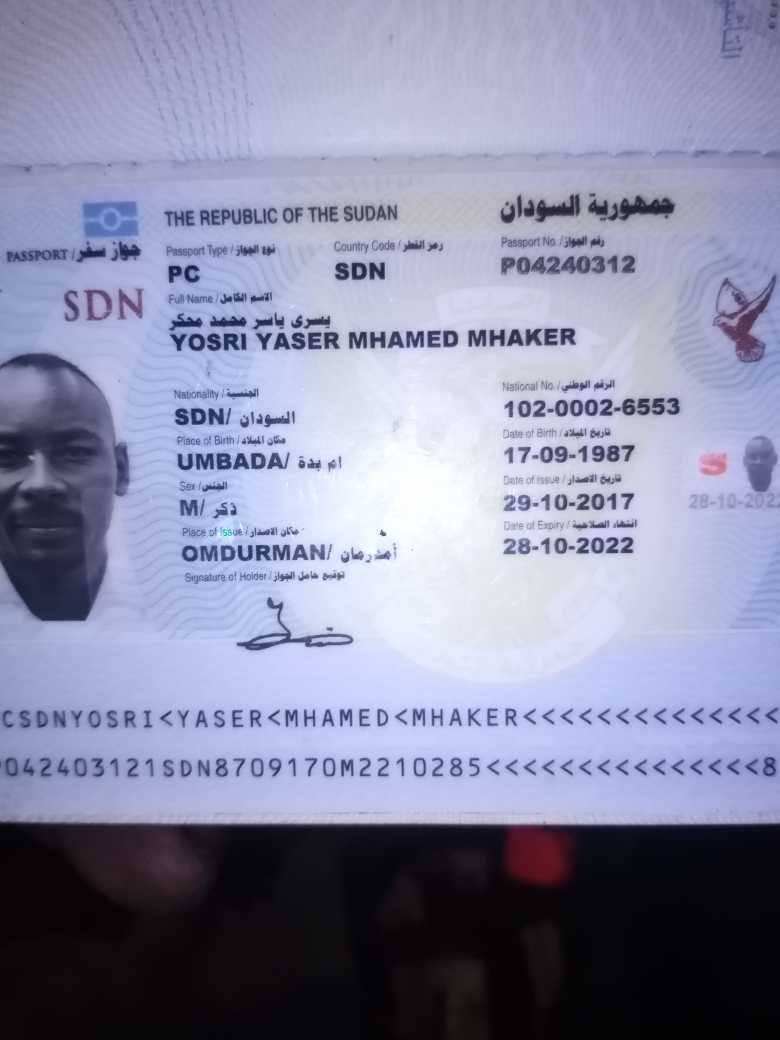 THE REPUBLIC OF THE SUDAN جمهورية السودان
PASSPORT / جواز سفر
Passport Type / نوع الجواز Country Code / رمز القطر Passport No. / رقم الجواز
PC SDN P04240312
SDN
Full Name / الاسم الكامل
يسرى ياسر محمد محكر
YOSRI YASER MHAMED MHAKER
Nationality / الجنسية National No. / الرقم الوطني
SDN/ السودان 102-0002-6553
Place of Birth / مكان الميلاد Date of Birth / تاريخ الميلاد
UMBADA/ ام بدة 17-09-1987
Sex / الجنس Date of Issue / تاريخ الاصدار
M/ ذكر 29-10-2017
28-10-202
Place of Issue / مكان الاصدار Date of Expiry / انتهاء الصلاحية
OMDURMAN/ أمدرمان 28-10-2022
Signature of Holder / توقيع حامل الجواز
CSDNYOSRI<YASER<MHAMED<MHAKER<<<<<<<<<<<<<<
P042403121SDN8709170M2210285<<<<<<<<<<<<<<<8